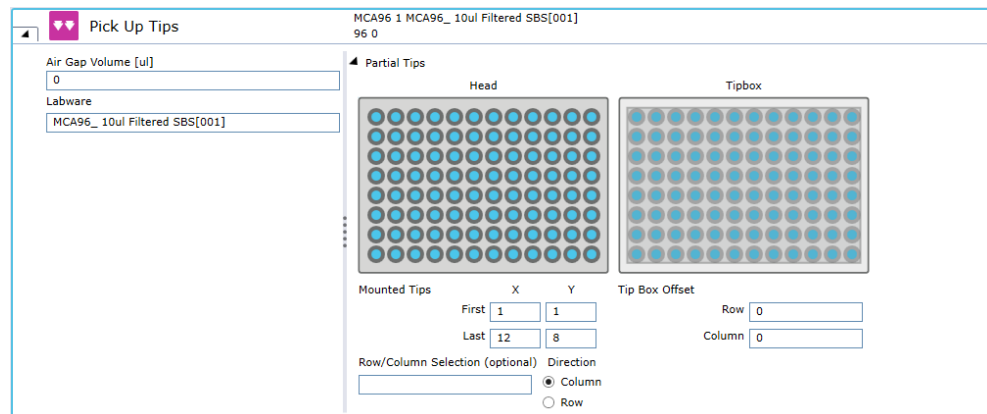 Pick Up Tips
MCA96 1 MCA96_ 10ul Filtered SBS[001]
96 0
Air Gap Volume [ul]
0
Labware
MCA96_ 10ul Filtered SBS[001]
Partial Tips
Head
Tipbox
Mounted Tips X Y
First 1 1
Last 12 8
Tip Box Offset
Row 0
Column 0
Row/Column Selection (optional) Direction
Column
Row